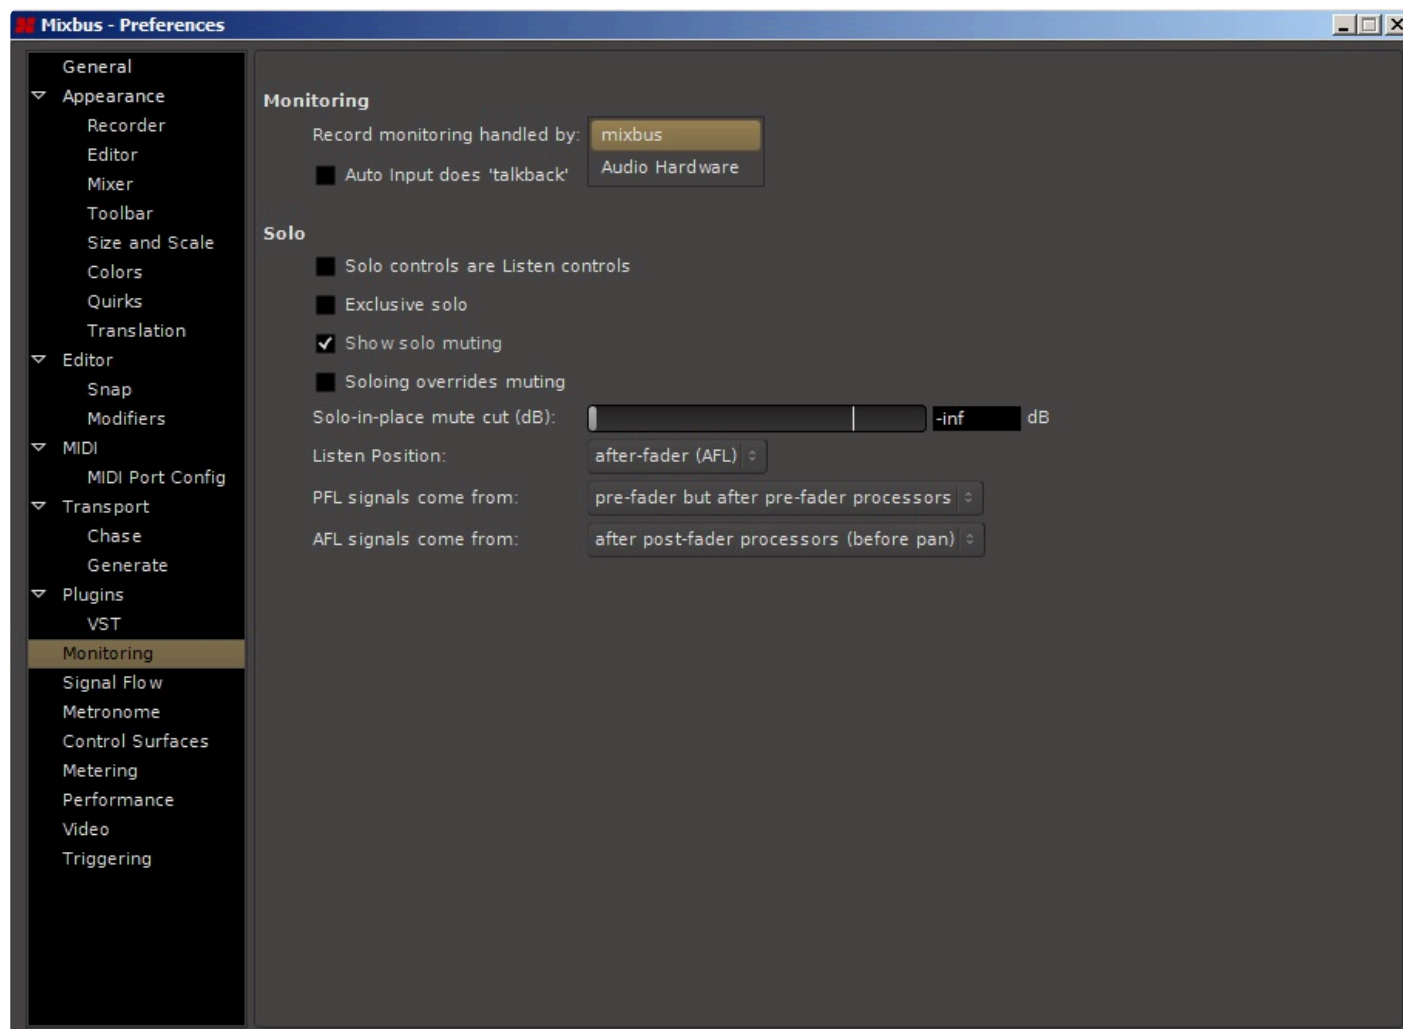 Mixbus - Preferences
General
Appearance
Recorder
Editor
Mixer
Toolbar
Size and Scale
Colors
Quirks
Translation
Editor
Snap
Modifiers
MIDI
MIDI Port Config
Transport
Chase
Generate
Plugins
VST
Monitoring
Signal Flow
Metronome
Control Surfaces
Metering
Performance
Video
Triggering
Monitoring
Record monitoring handled by: mixbus
Audio Hardware
Auto Input does 'talkback'
Solo
Solo controls are Listen controls
Exclusive solo
Show solo muting
Soloing overrides muting
Solo-in-place mute cut (dB): -inf dB
Listen Position: after-fader (AFL)
PFL signals come from: pre-fader but after pre-fader processors
AFL signals come from: after post-fader processors (before pan)